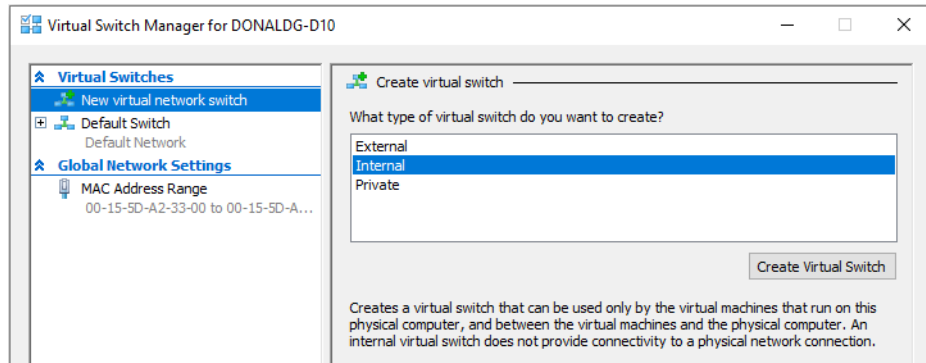 Virtual Switch Manager for DONALDG-D10
Virtual Switches
New virtual network switch
Default Switch
Default Network
Global Network Settings
MAC Address Range
00-15-5D-A2-33-00 to 00-15-5D-A...
Create virtual switch
What type of virtual switch do you want to create?
External
Internal
Private
Create Virtual Switch
Creates a virtual switch that can be used only by the virtual machines that run on this
physical computer, and between the virtual machines and the physical computer. An
internal virtual switch does not provide connectivity to a physical network connection.